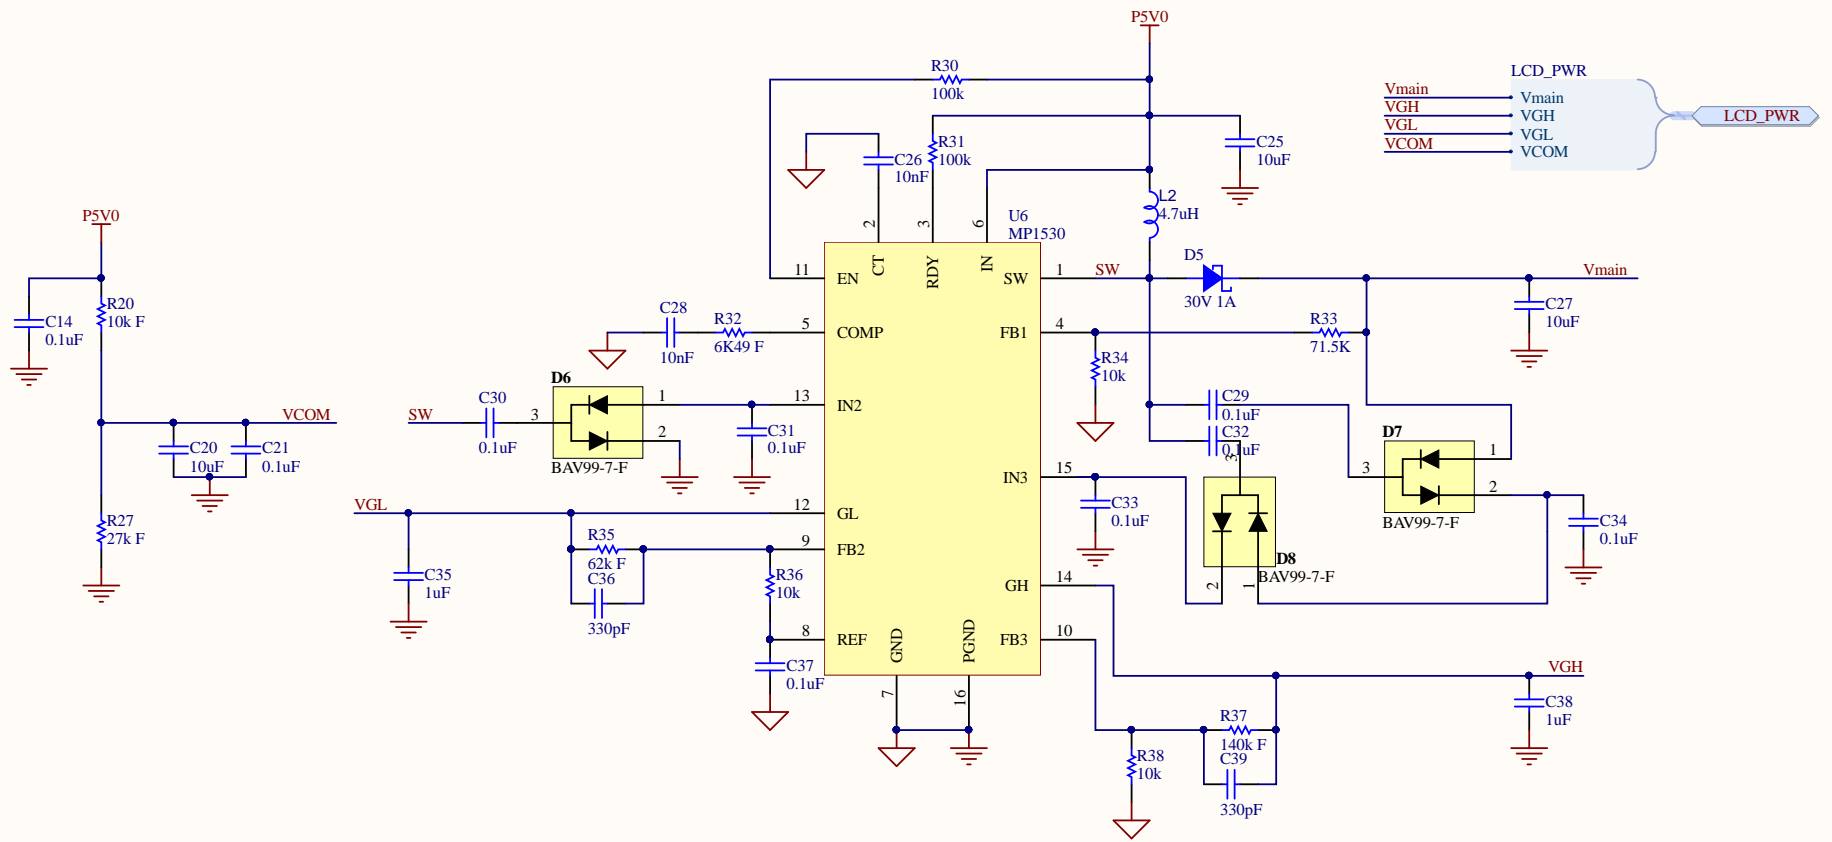 P5V0
R30
100k
LCD_PWR
Vmain
Vmain
VGH
VGH
LCD_PWR
VGL
VGL
VCOM
VCOM
C26
10nF
R31
100k
C25
10uF
L2
4.7uH
2
3
6
U6
MP1530
P5V0
C14
0.1uF
R20
10k F
11
EN
CT
RDY
IN
SW
1
SW
D5
30V 1A
Vmain
C27
10uF
C28
10nF
R32
6K49 F
5
COMP
FB1
4
R33
71.5K
R34
10k
D6
1
2
3
BAV99-7-F
SW
C30
0.1uF
13
IN2
C31
0.1uF
C29
0.1uF
C32
0.1uF
3
D7
1
2
3
BAV99-7-F
VCOM
C20
10uF
C21
0.1uF
R27
27k F
IN3
15
C33
0.1uF
D8
BAV99-7-F
2
1
C34
0.1uF
VGL
12
GL
R35
62k F
C36
330pF
9
FB2
C35
1uF
R36
10k
GH
14
8
REF
GND
PGND
FB3
10
C37
0.1uF
7
16
VGH
C38
1uF
R37
140k F
C39
330pF
R38
10k